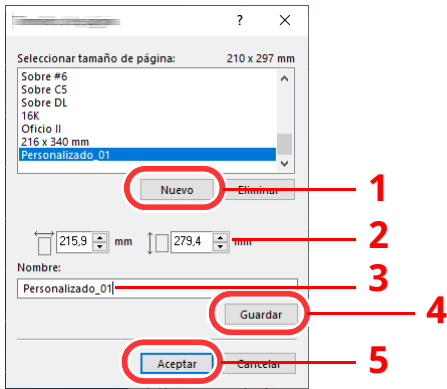 ?
Seleccionar tamaño de página: 210 x 297 mm
Sobre #6
Sobre C5
Sobre DL
16K
Oficio II
216 x 340 mm
Personalizado_01
Nuevo Eliminar 1
215,9 mm 279,4 mm 2
Nombre:
Personalizado_01 3
Guardar 4
Aceptar Cancelar 5